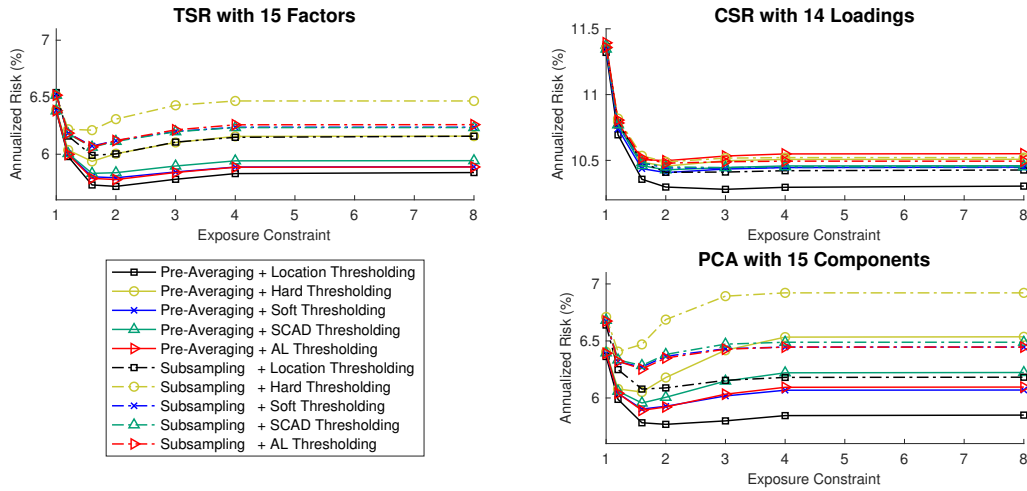 TSR with 15 Factors
7
6.5
6
Annualized Risk (%)
1 2 3 4 5 6 7 8
Exposure Constraint
CSR with 14 Loadings
11.5
11
10.5
Annualized Risk (%)
1 2 3 4 5 6 7 8
Exposure Constraint
Pre-Averaging + Location Thresholding
Pre-Averaging + Hard Thresholding
Pre-Averaging + Soft Thresholding
Pre-Averaging + SCAD Thresholding
Pre-Averaging + AL Thresholding
Subsampling + Location Thresholding
Subsampling + Hard Thresholding
Subsampling + Soft Thresholding
Subsampling + SCAD Thresholding
Subsampling + AL Thresholding
PCA with 15 Components
7
6.5
6
Annualized Risk (%)
1 2 3 4 5 6 7 8
Exposure Constraint